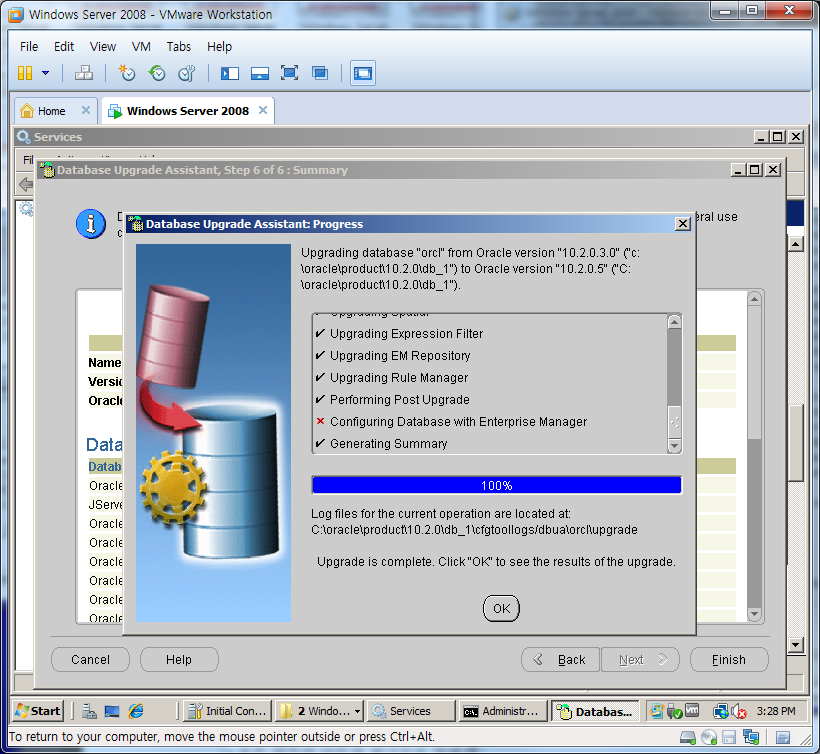 Windows Server 2008 - VMware Workstation
File Edit View VM Tabs Help
Home Windows Server 2008
Services
Database Upgrade Assistant, Step 6 of 6 : Summary
eral use
Database Upgrade Assistant: Progress
Upgrading database "orcl" from Oracle version "10.2.0.3.0" ("c:
\oracle\product\10.2.0\db_1") to Oracle version "10.2.0.5" ("C:
\oracle\product\10.2.0\db_1").
Upgrading Spatial
✔ Upgrading Expression Filter
✔ Upgrading EM Repository
✔ Upgrading Rule Manager
✔ Performing Post Upgrade
✕ Configuring Database with Enterprise Manager
✔ Generating Summary
100%
Log files for the current operation are located at:
C:\oracle\product\10.2.0\db_1\cfgtoollogs\dbua\orcl\upgrade
Upgrade is complete. Click "OK" to see the results of the upgrade.
OK
Name
Versio
Oracle
Data
Datab
Oracle
JServe
Oracle
Oracle
Oracle
Oracle
Oracle
Oracle
Cancel Help Back Next Finish
Start Initial Con... 2 Windo... Services Administr... Databas... 3:28 PM
To return to your computer, move the mouse pointer outside or press Ctrl+Alt.